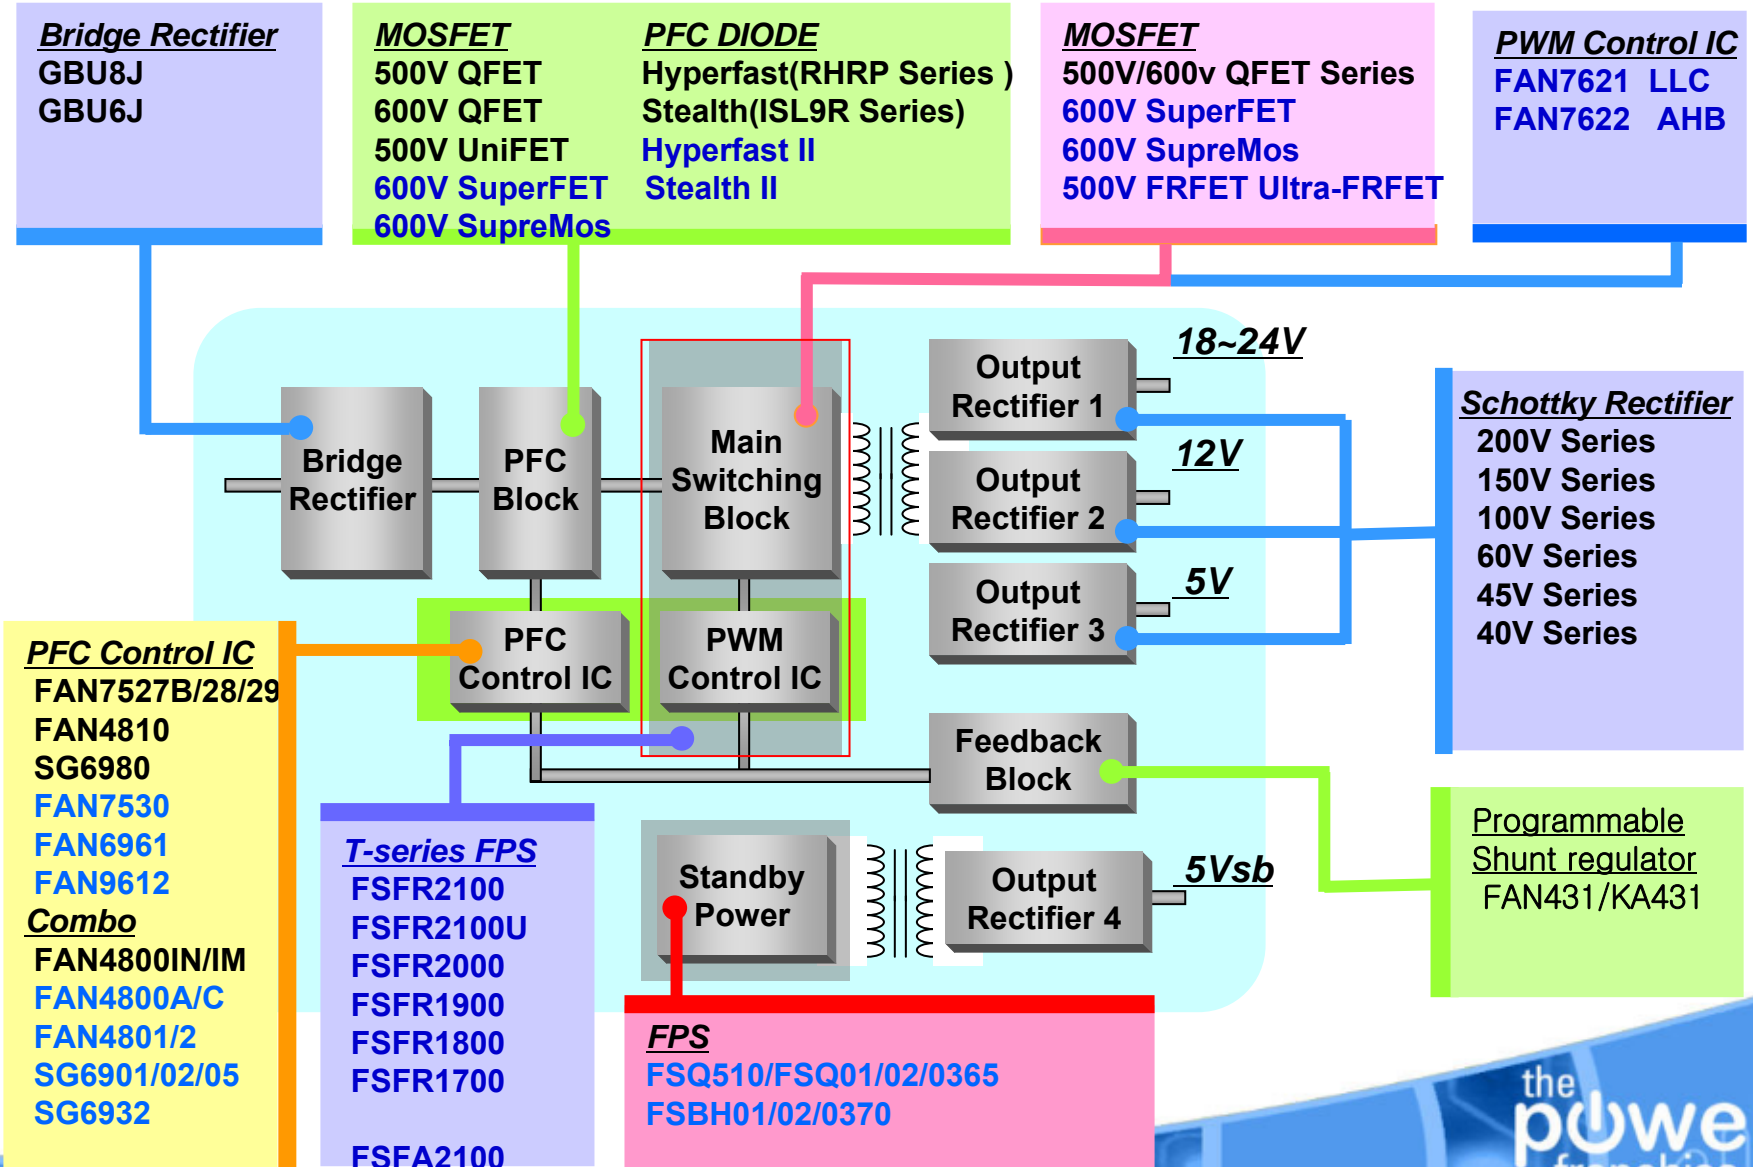 Bridge Rectifier
GBU8J
GBU6J
MOSFET
500V QFET
600V QFET
500V UniFET
600V SuperFET
600V SupreMos
PFC DIODE
Hyperfast(RHRP Series )
Stealth(ISL9R Series)
Hyperfast II
Stealth II
MOSFET
500V/600v QFET Series
600V SuperFET
600V SupreMos
500V FRFET Ultra-FRFET
PWM Control IC
FAN7621 LLC
FAN7622 AHB
Bridge
Rectifier
PFC
Block
Main
Switching
Block
Output
Rectifier 1
18~24V
Output
Rectifier 2
12V
Output
Rectifier 3
5V
PFC
Control IC
PWM
Control IC
Feedback
Block
Standby
Power
Output
Rectifier 4
5Vsb
Schottky Rectifier
200V Series
150V Series
100V Series
60V Series
45V Series
40V Series
PFC Control IC
FAN7527B/28/29
FAN4810
SG6980
FAN7530
FAN6961
FAN9612
Combo
FAN4800IN/IM
FAN4800A/C
FAN4801/2
SG6901/02/05
SG6932
T-series FPS
FSFR2100
FSFR2100U
FSFR2000
FSFR1900
FSFR1800
FSFR1700
FSFA2100
FPS
FSQ510/FSQ01/02/0365
FSBH01/02/0370
Programmable
Shunt regulator
FAN431/KA431
the
powe